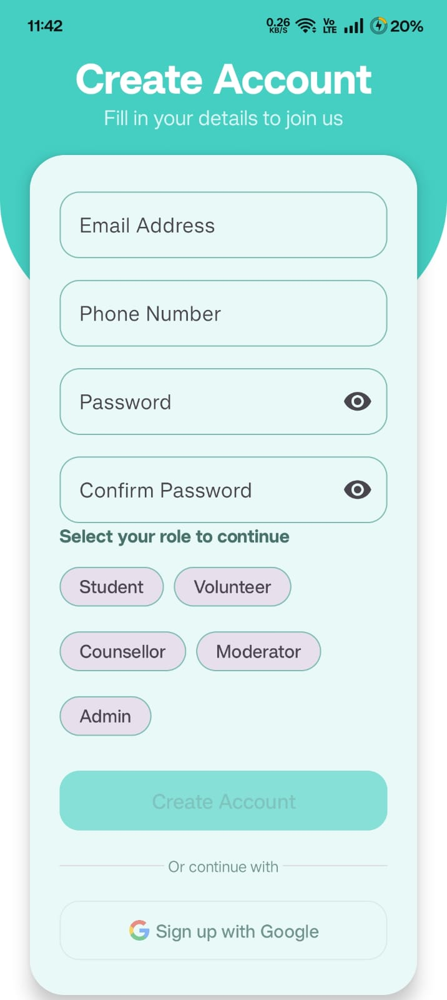 11:42 0.26 KB/S Vo LTE 20%
Create Account
Fill in your details to join us
Email Address
Phone Number
Password
Confirm Password
Select your role to continue
Student Volunteer
Counsellor Moderator
Admin
Create Account
Or continue with
G Sign up with Google